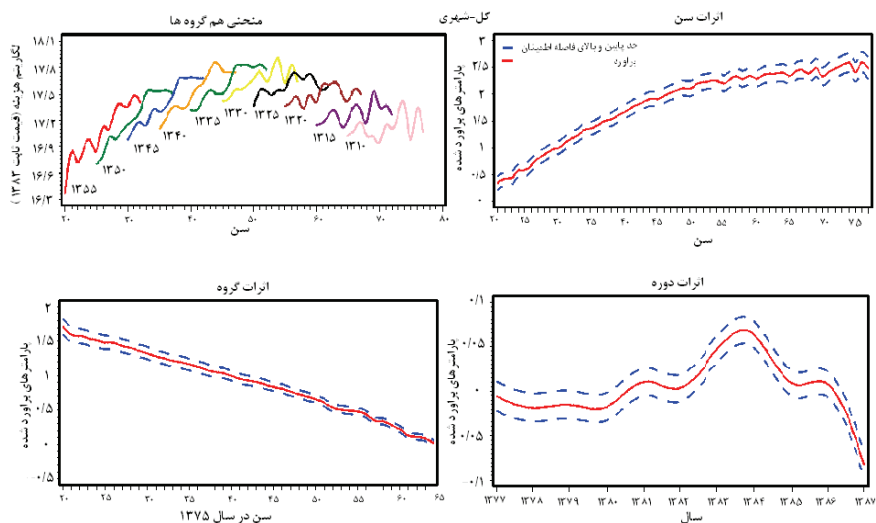 کل-شهری
منحنی هم گروه ها
لگاریتم هزینه (قیمت ثابت ۱۳۸۳)
۱۸/۱
۱۷/۸
۱۷/۵
۱۷/۲
۱۶/۹
۱۶/۶
۱۶/۳
۱۳۵۵
۱۳۵۰
۱۳۴۵
۱۳۴۰
۱۳۳۵
۱۳۳۰
۱۳۲۵
۱۳۲۰
۱۳۱۵
۱۳۱۰
۲۰ ۳۰ ۴۰ ۵۰ ۶۰ ۷۰ ۸۰
سن
اثرات سن
حد پایین و بالای فاصله اطمینان
براورد
پارامترهای براورد شده
۳
۲/۵
۲
۱/۵
۱
۰/۵
۰
۲۰ ۲۵ ۳۰ ۳۵ ۴۰ ۴۵ ۵۰ ۵۵ ۶۰ ۶۵ ۷۰ ۷۵
سن
اثرات گروه
پارامترهای براورد شده
۲
۱/۵
۱
۰/۵
۰
-۰/۵
۲۰ ۲۵ ۳۰ ۳۵ ۴۰ ۴۵ ۵۰ ۵۵ ۶۰ ۶۵
سن در سال ۱۳۷۵
اثرات دوره
پارامترهای براورد شده
۰/۱
۰/۰۵
۰
-۰/۰۵
-۰/۱
۱۳۷۷ ۱۳۷۸ ۱۳۷۹ ۱۳۸۰ ۱۳۸۱ ۱۳۸۲ ۱۳۸۳ ۱۳۸۴ ۱۳۸۵ ۱۳۸۶ ۱۳۸۷
سال